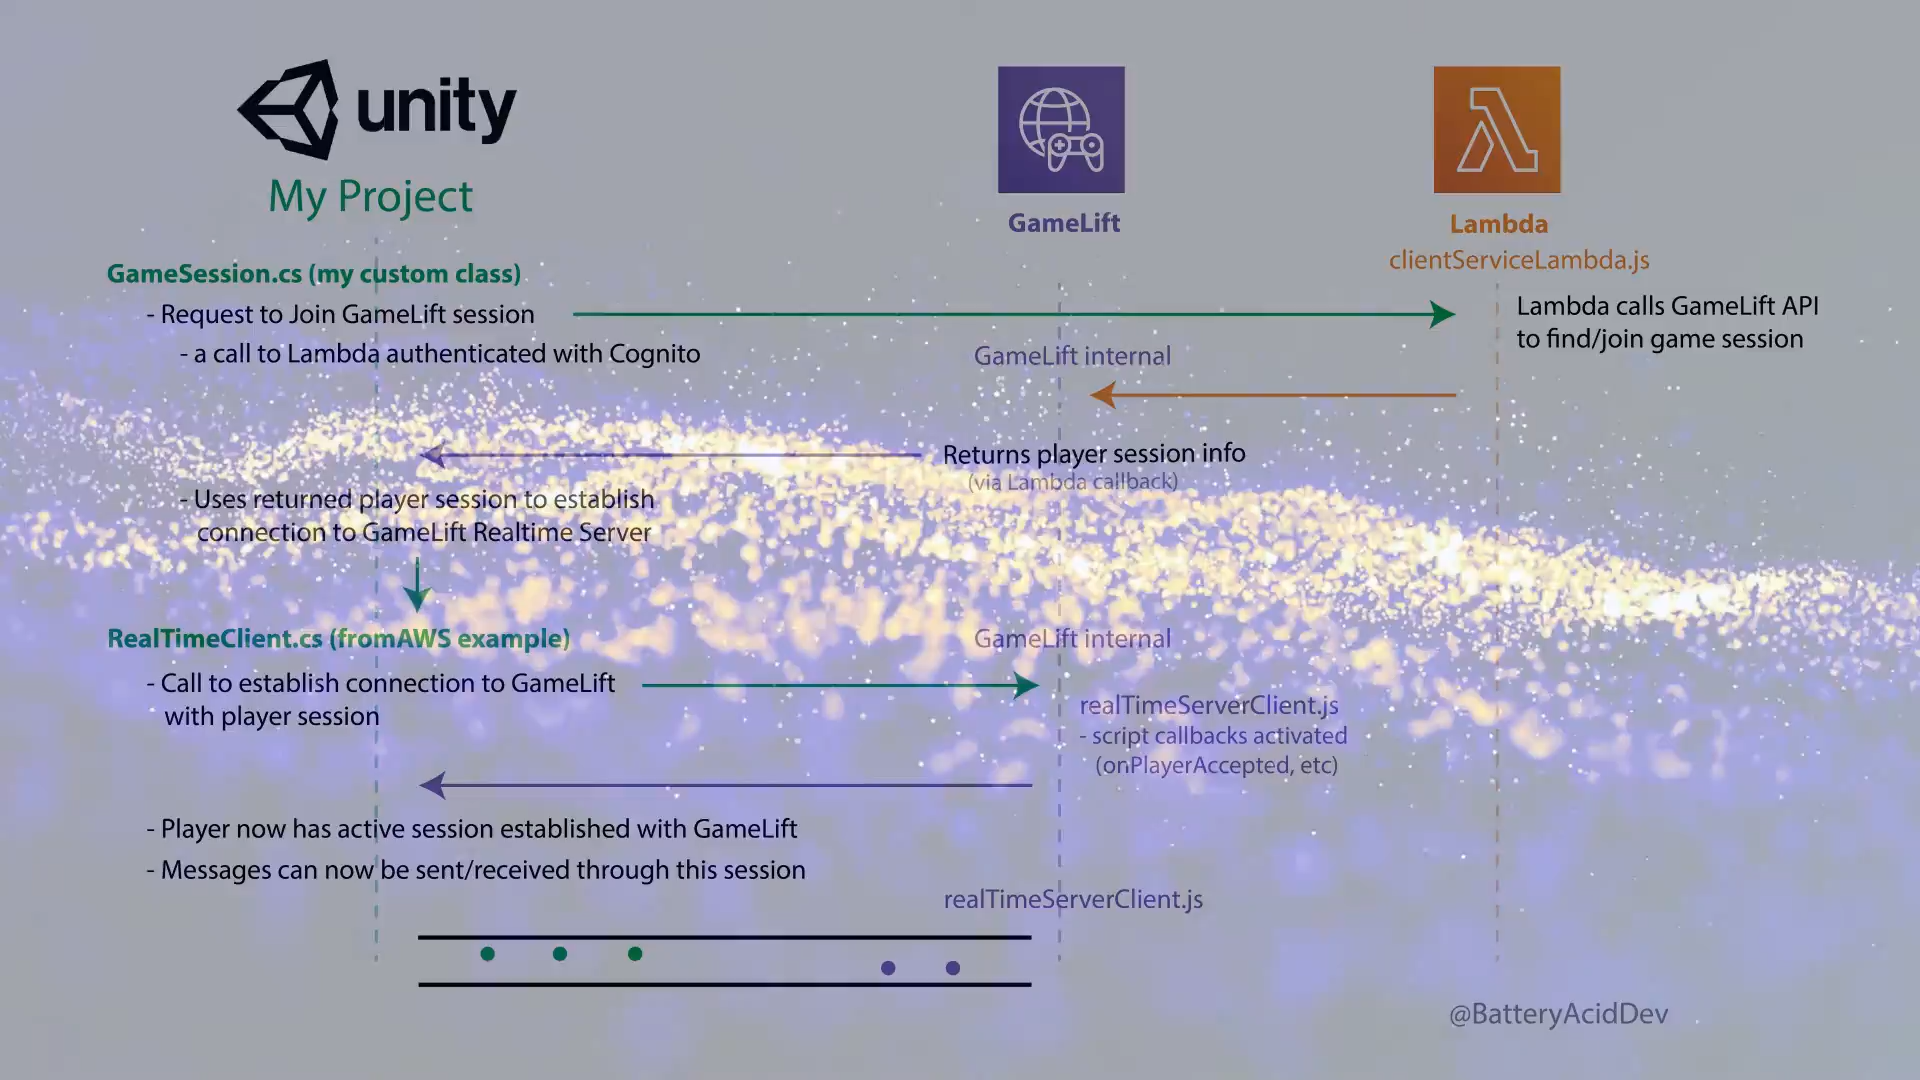 unity
My Project
GameLift
Lambda
clientServiceLambda.js
GameSession.cs (my custom class)
- Request to Join GameLift session
- a call to Lambda authenticated with Cognito
Lambda calls GameLift API
to find/join game session
GameLift internal
Returns player session info
(via Lambda callback)
- Uses returned player session to establish
connection to GameLift Realtime Server
RealTimeClient.cs (fromAWS example)
GameLift internal
- Call to establish connection to GameLift
with player session
realTimeServerClient.js
- script callbacks activated
(onPlayerAccepted, etc)
- Player now has active session established with GameLift
- Messages can now be sent/received through this session
realTimeServerClient.js
@BatteryAcidDev